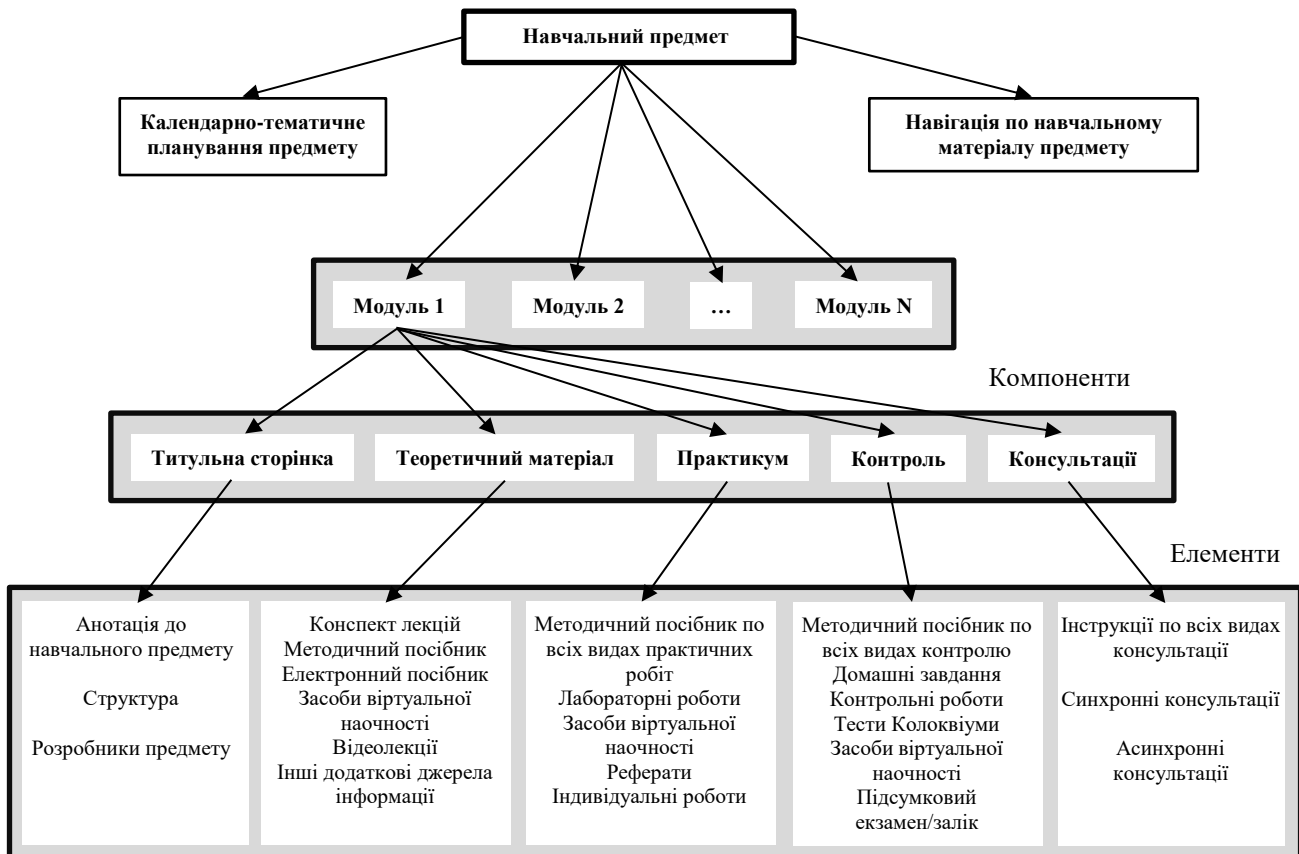 Навчальний предмет
Календарно-тематичне
планування предмету
Навігація по навчальному
матеріалу предмету
Модуль 1
Модуль 2
…
Модуль N
Компоненти
Титульна сторінка
Теоретичний матеріал
Практикум
Контроль
Консультації
Елементи
Анотація до
навчального предмету
Структура
Розробники предмету
Конспект лекцій
Методичний посібник
Електронний посібник
Засоби віртуальної
наочності
Відеолекції
Інші додаткові джерела
інформації
Методичний посібник по
всіх видах практичних
робіт
Лабораторні роботи
Засоби віртуальної
наочності
Реферати
Індивідуальні роботи
Методичний посібник по
всіх видах контролю
Домашні завдання
Контрольні роботи
Тести Колоквіуми
Засоби віртуальної
наочності
Підсумковий
екзамен/залік
Інструкції по всіх видах
консультації
Синхронні консультації
Асинхронні
консультації